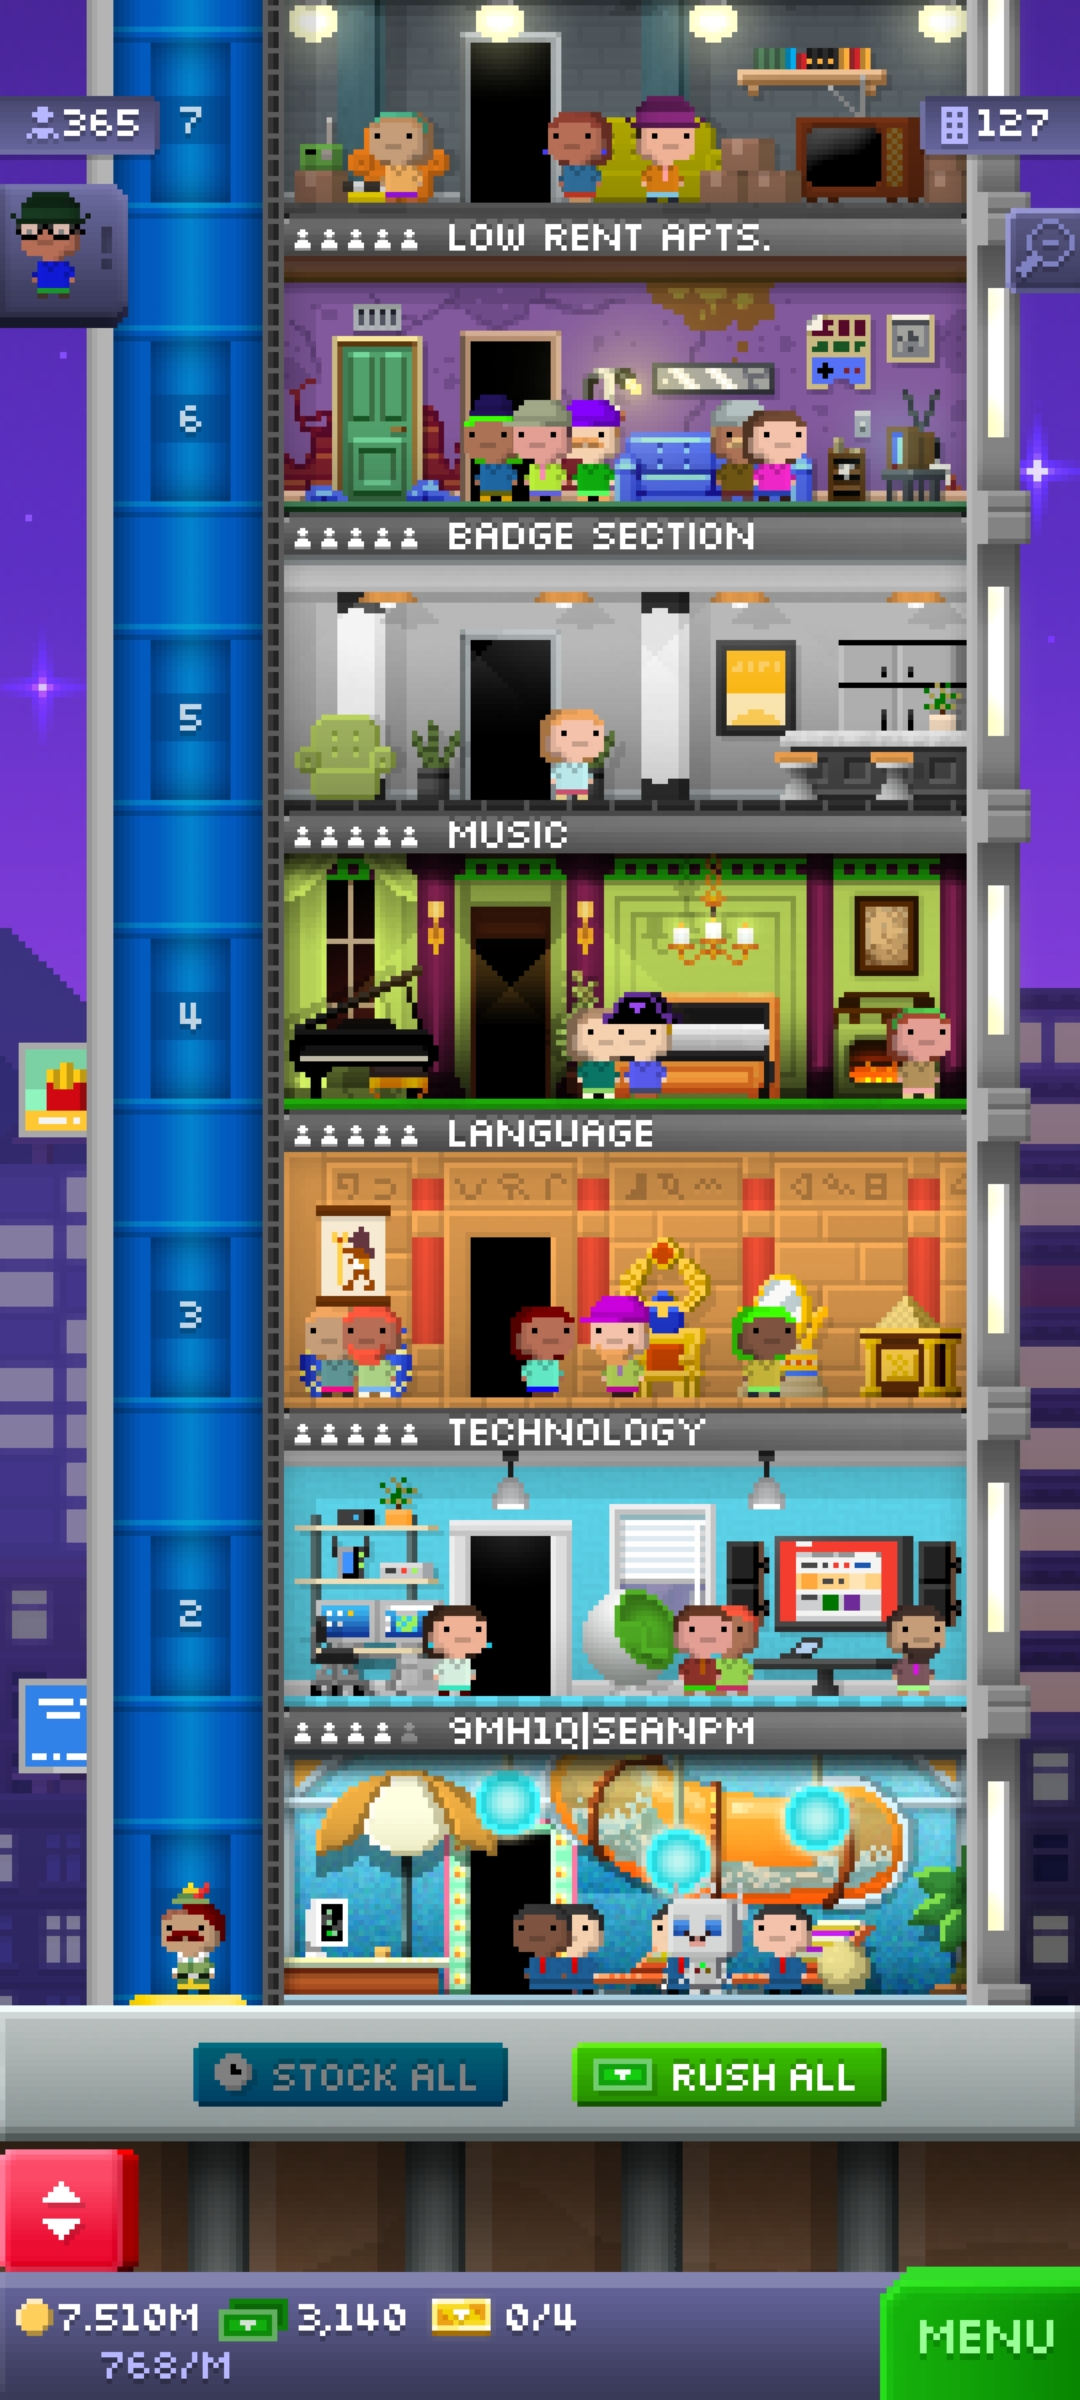 365
7
127
LOW RENT APTS.
6
BADGE SECTION
5
MUSIC
4
LANGUAGE
3
TECHNOLOGY
2
9MH1Q|SEANPM
STOCK ALL
RUSH ALL
7.510M
3,140
0/4
768/M
MENU